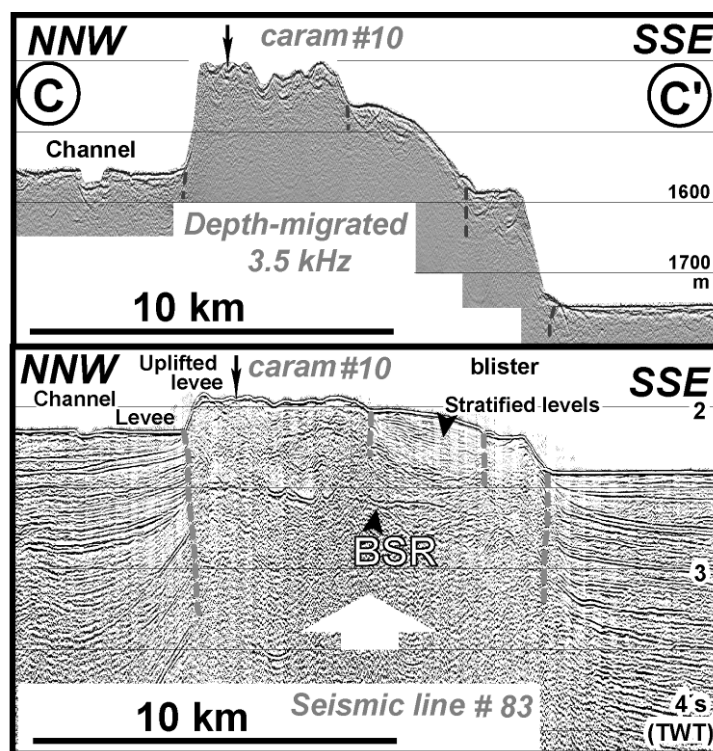 NNW
caram #10
SSE
C
C'
Channel
1600
Depth-migrated
3.5 kHz
1700
m
10 km
NNW
Uplifted
levee
caram #10
blister
SSE
Channel
Levee
Stratified levels
2
BSR
3
Seismic line # 83
4 s
(TWT)
10 km